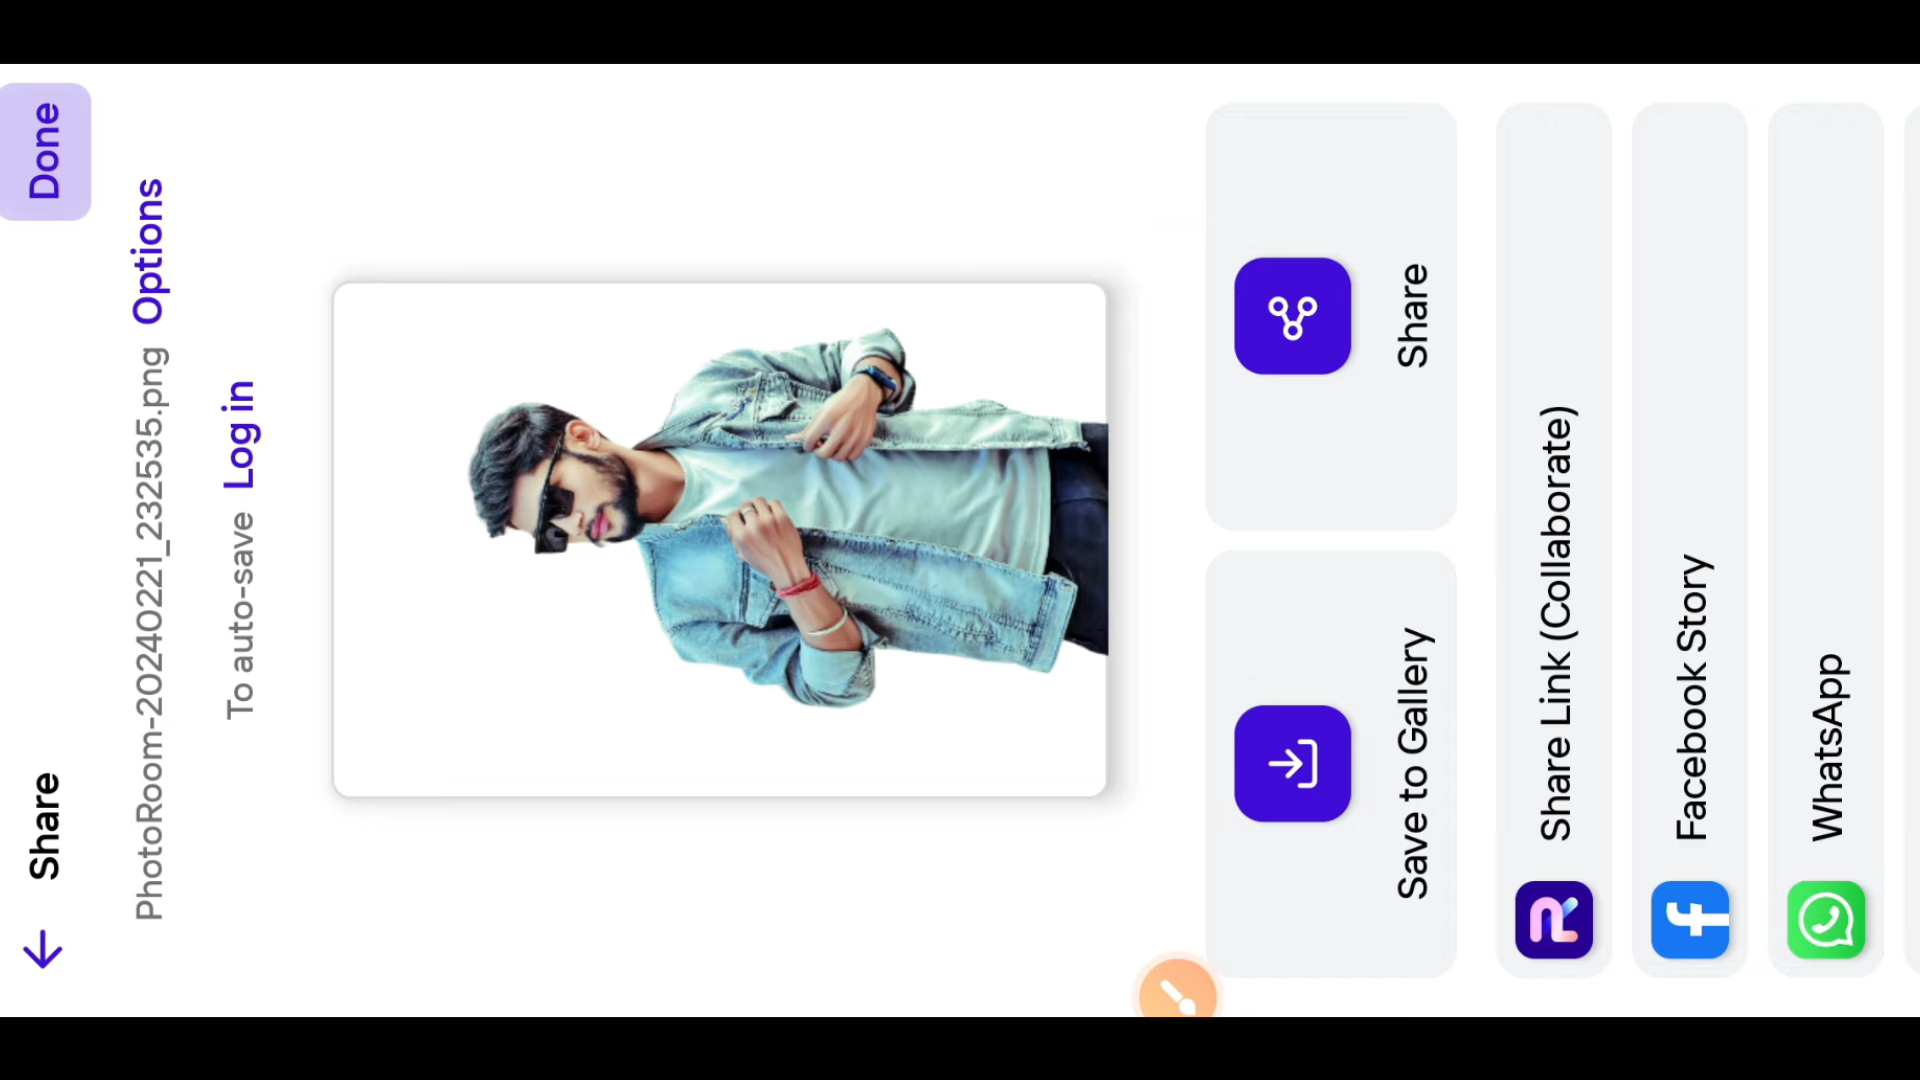 Share
Done
PhotoRoom-20240221_232535.png Options
To auto-save Log in
Save to Gallery
Share
Share Link (Collaborate)
Facebook Story
WhatsApp